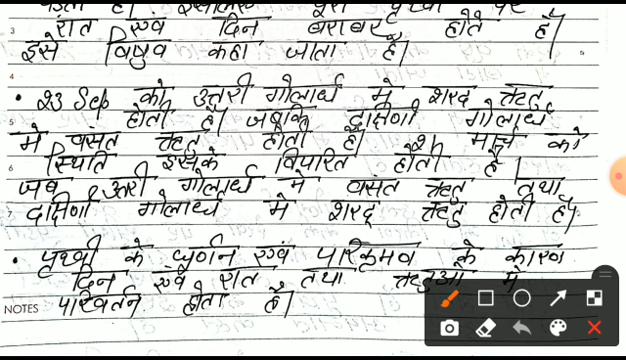 रात एवं दिन बराबर होते हैं।
इसे विषुव कहा जाता है।
• 23 Sep को उत्तरी गोलार्ध मे शरद ऋतु
होती है। जबकि दक्षिणी गोलार्ध
मे वसंत ऋतु होती है। 21 मार्च को
स्थिति इसके विपरित होती है।
जब उत्तरी गोलार्ध मे वसंत ऋतु तथा
दक्षिणी गोलार्ध मे शरद ऋतु होती है।
• पृथ्वी के घुर्णन एवं परिक्रमण के कारण
दिन एवं रात तथा ऋतुओ मे
परिवर्तन होता है।
NOTES